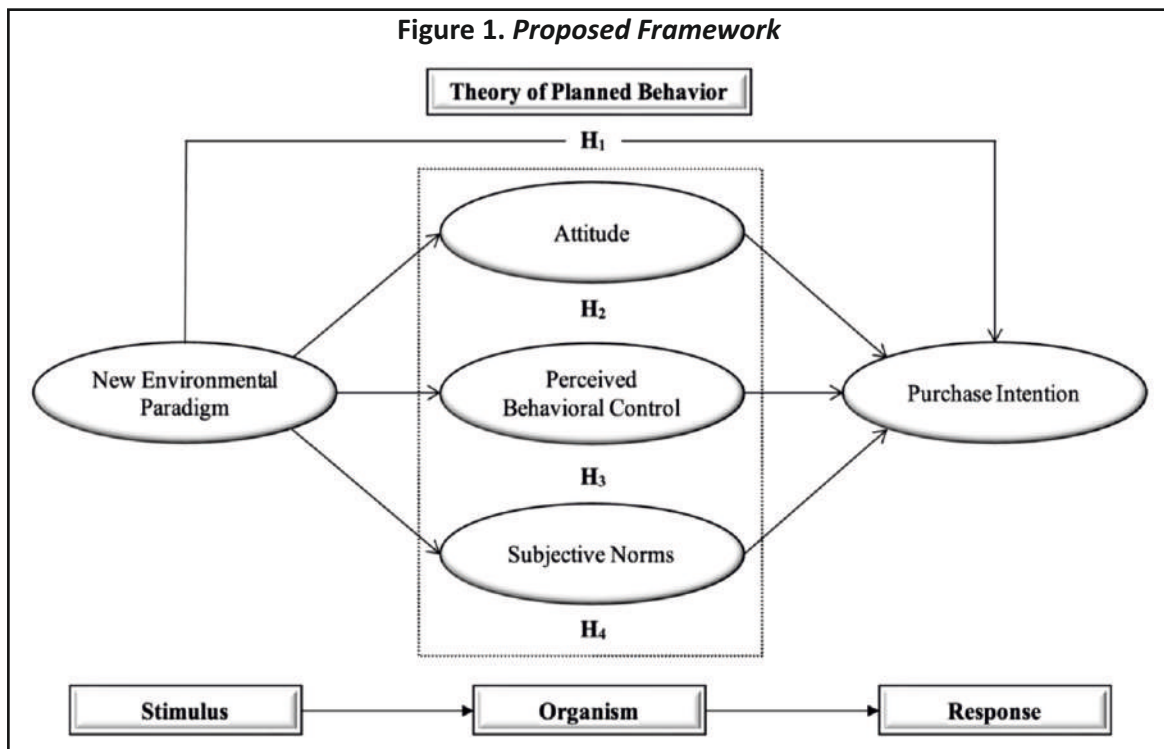 Figure 1. Proposed Framework
Theory of Planned Behavior
H₁
Attitude
H₂
New Environmental
Paradigm
Perceived
Behavioral Control
Purchase Intention
H₃
Subjective Norms
H₄
Stimulus
Organism
Response